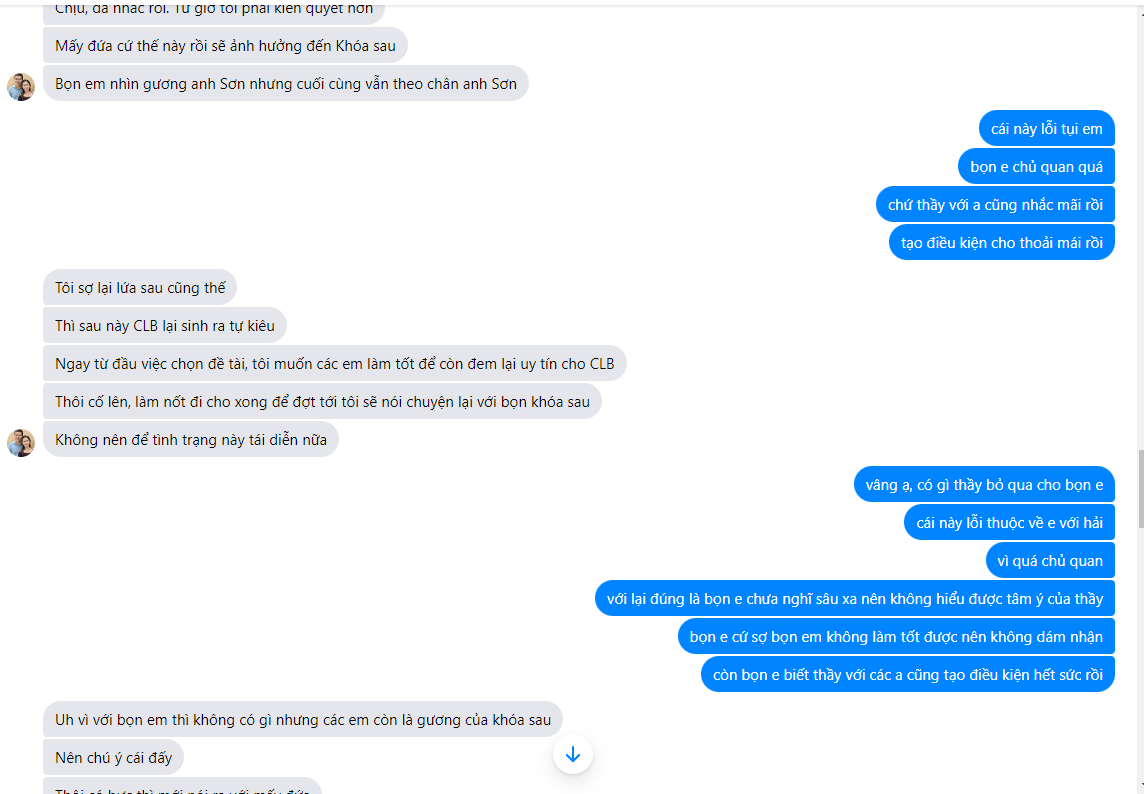 Chịu, đã nhắc rồi. Từ giờ tôi phải kiên quyết hơn
Mấy đứa cứ thế này rồi sẽ ảnh hưởng đến Khóa sau
Bọn em nhìn gương anh Sơn nhưng cuối cùng vẫn theo chân anh Sơn
cái này lỗi tụi em
bọn e chủ quan quá
chứ thầy với a cũng nhắc mãi rồi
tạo điều kiện cho thoải mái rồi
Tôi sợ lại lứa sau cũng thế
Thì sau này CLB lại sinh ra tự kiêu
Ngay từ đầu việc chọn đề tài, tôi muốn các em làm tốt để còn đem lại uy tín cho CLB
Thôi cố lên, làm nốt đi cho xong để đợt tới tôi sẽ nói chuyện lại với bọn khóa sau
Không nên để tình trạng này tái diễn nữa
vâng ạ, có gì thầy bỏ qua cho bọn e
cái này lỗi thuộc về e với hải
vì quá chủ quan
với lại đúng là bọn e chưa nghĩ sâu xa nên không hiểu được tâm ý của thầy
bọn e cứ sợ bọn em không làm tốt được nên không dám nhận
còn bọn e biết thầy với các a cũng tạo điều kiện hết sức rồi
Uh vì với bọn em thì không có gì nhưng các em còn là gương của khóa sau
Nên chú ý cái đấy